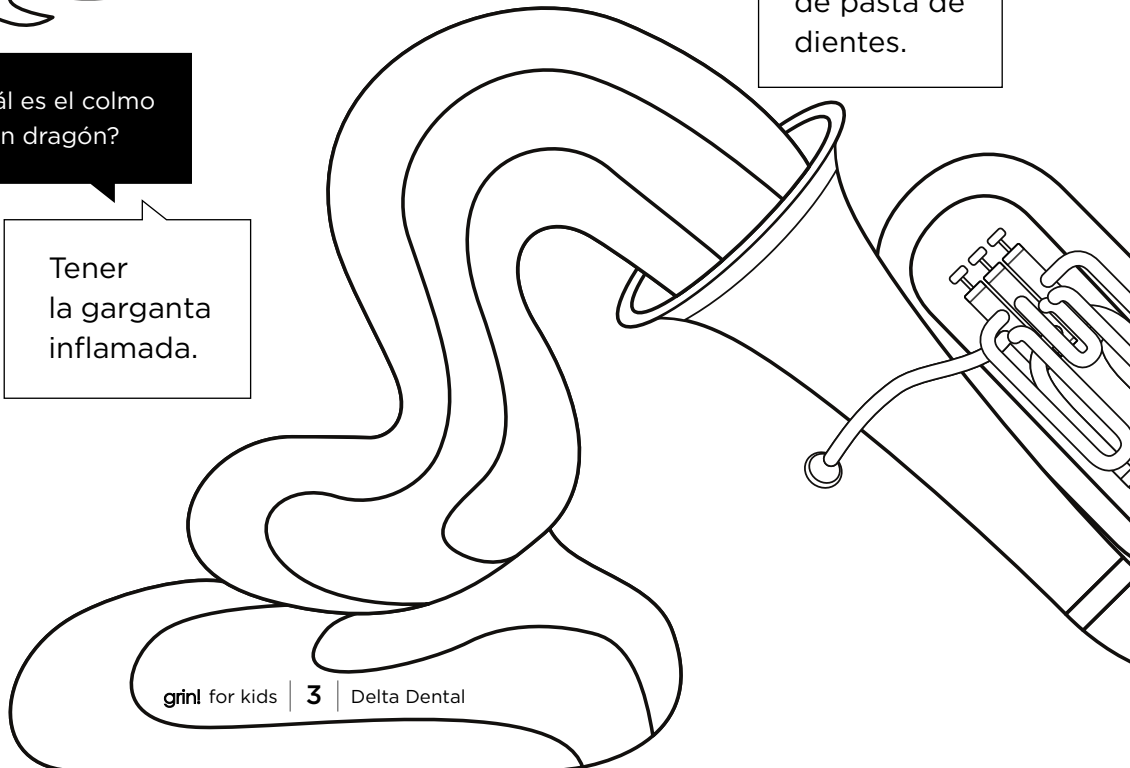 de pasta de
dientes.
ál es el colmo
n dragón?
Tener
la garganta
inflamada.
grin! for kids | 3 | Delta Dental